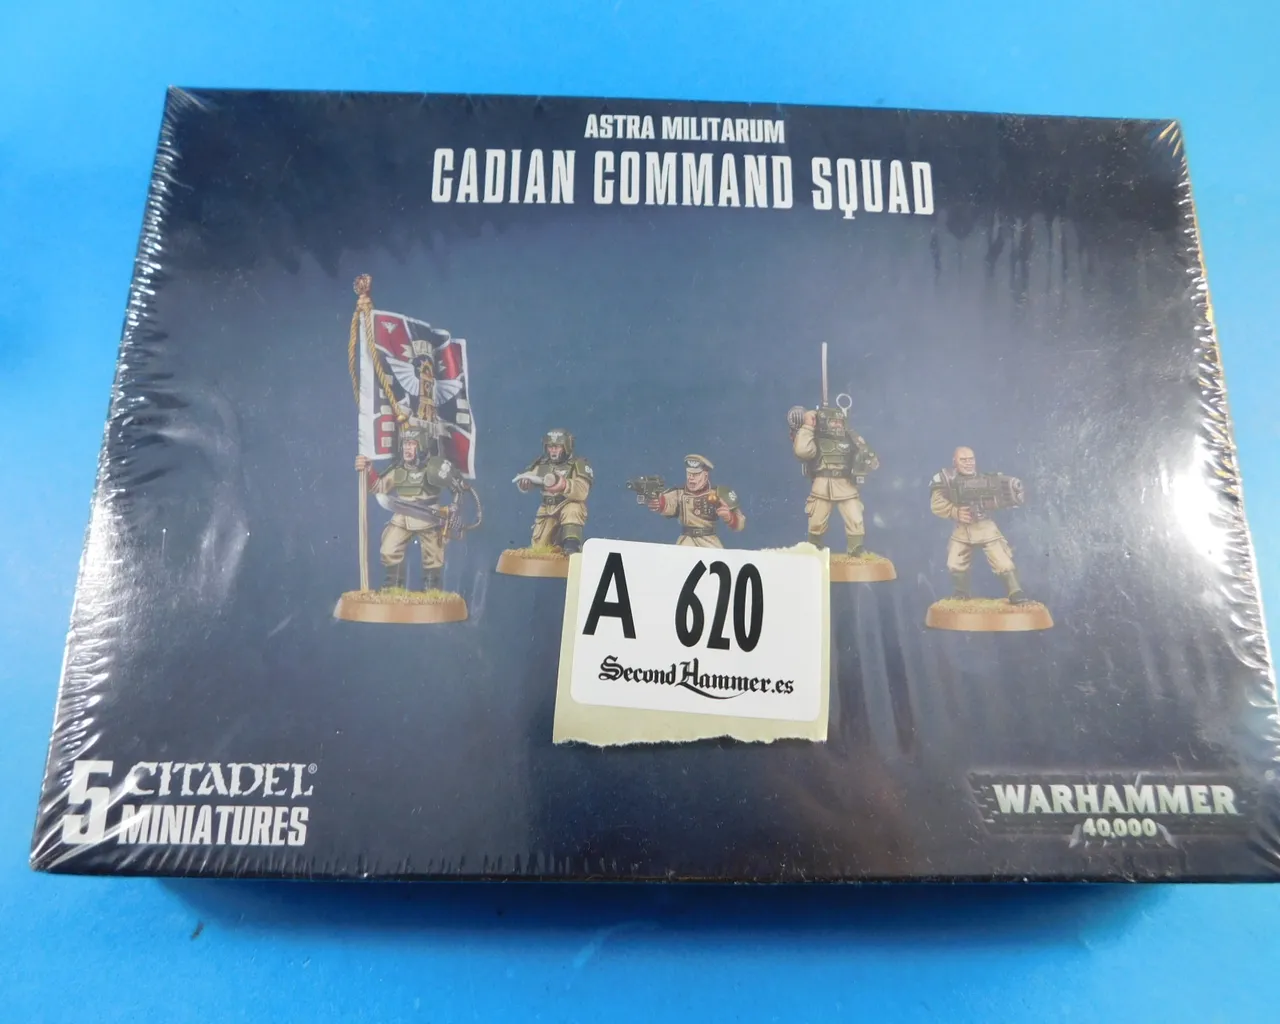 ASTRA MILITARUM
CADIAN COMMAND SQUAD
A 620
SecondHammer.es
5 CITADEL®
MINIATURES
WARHAMMER
40,000